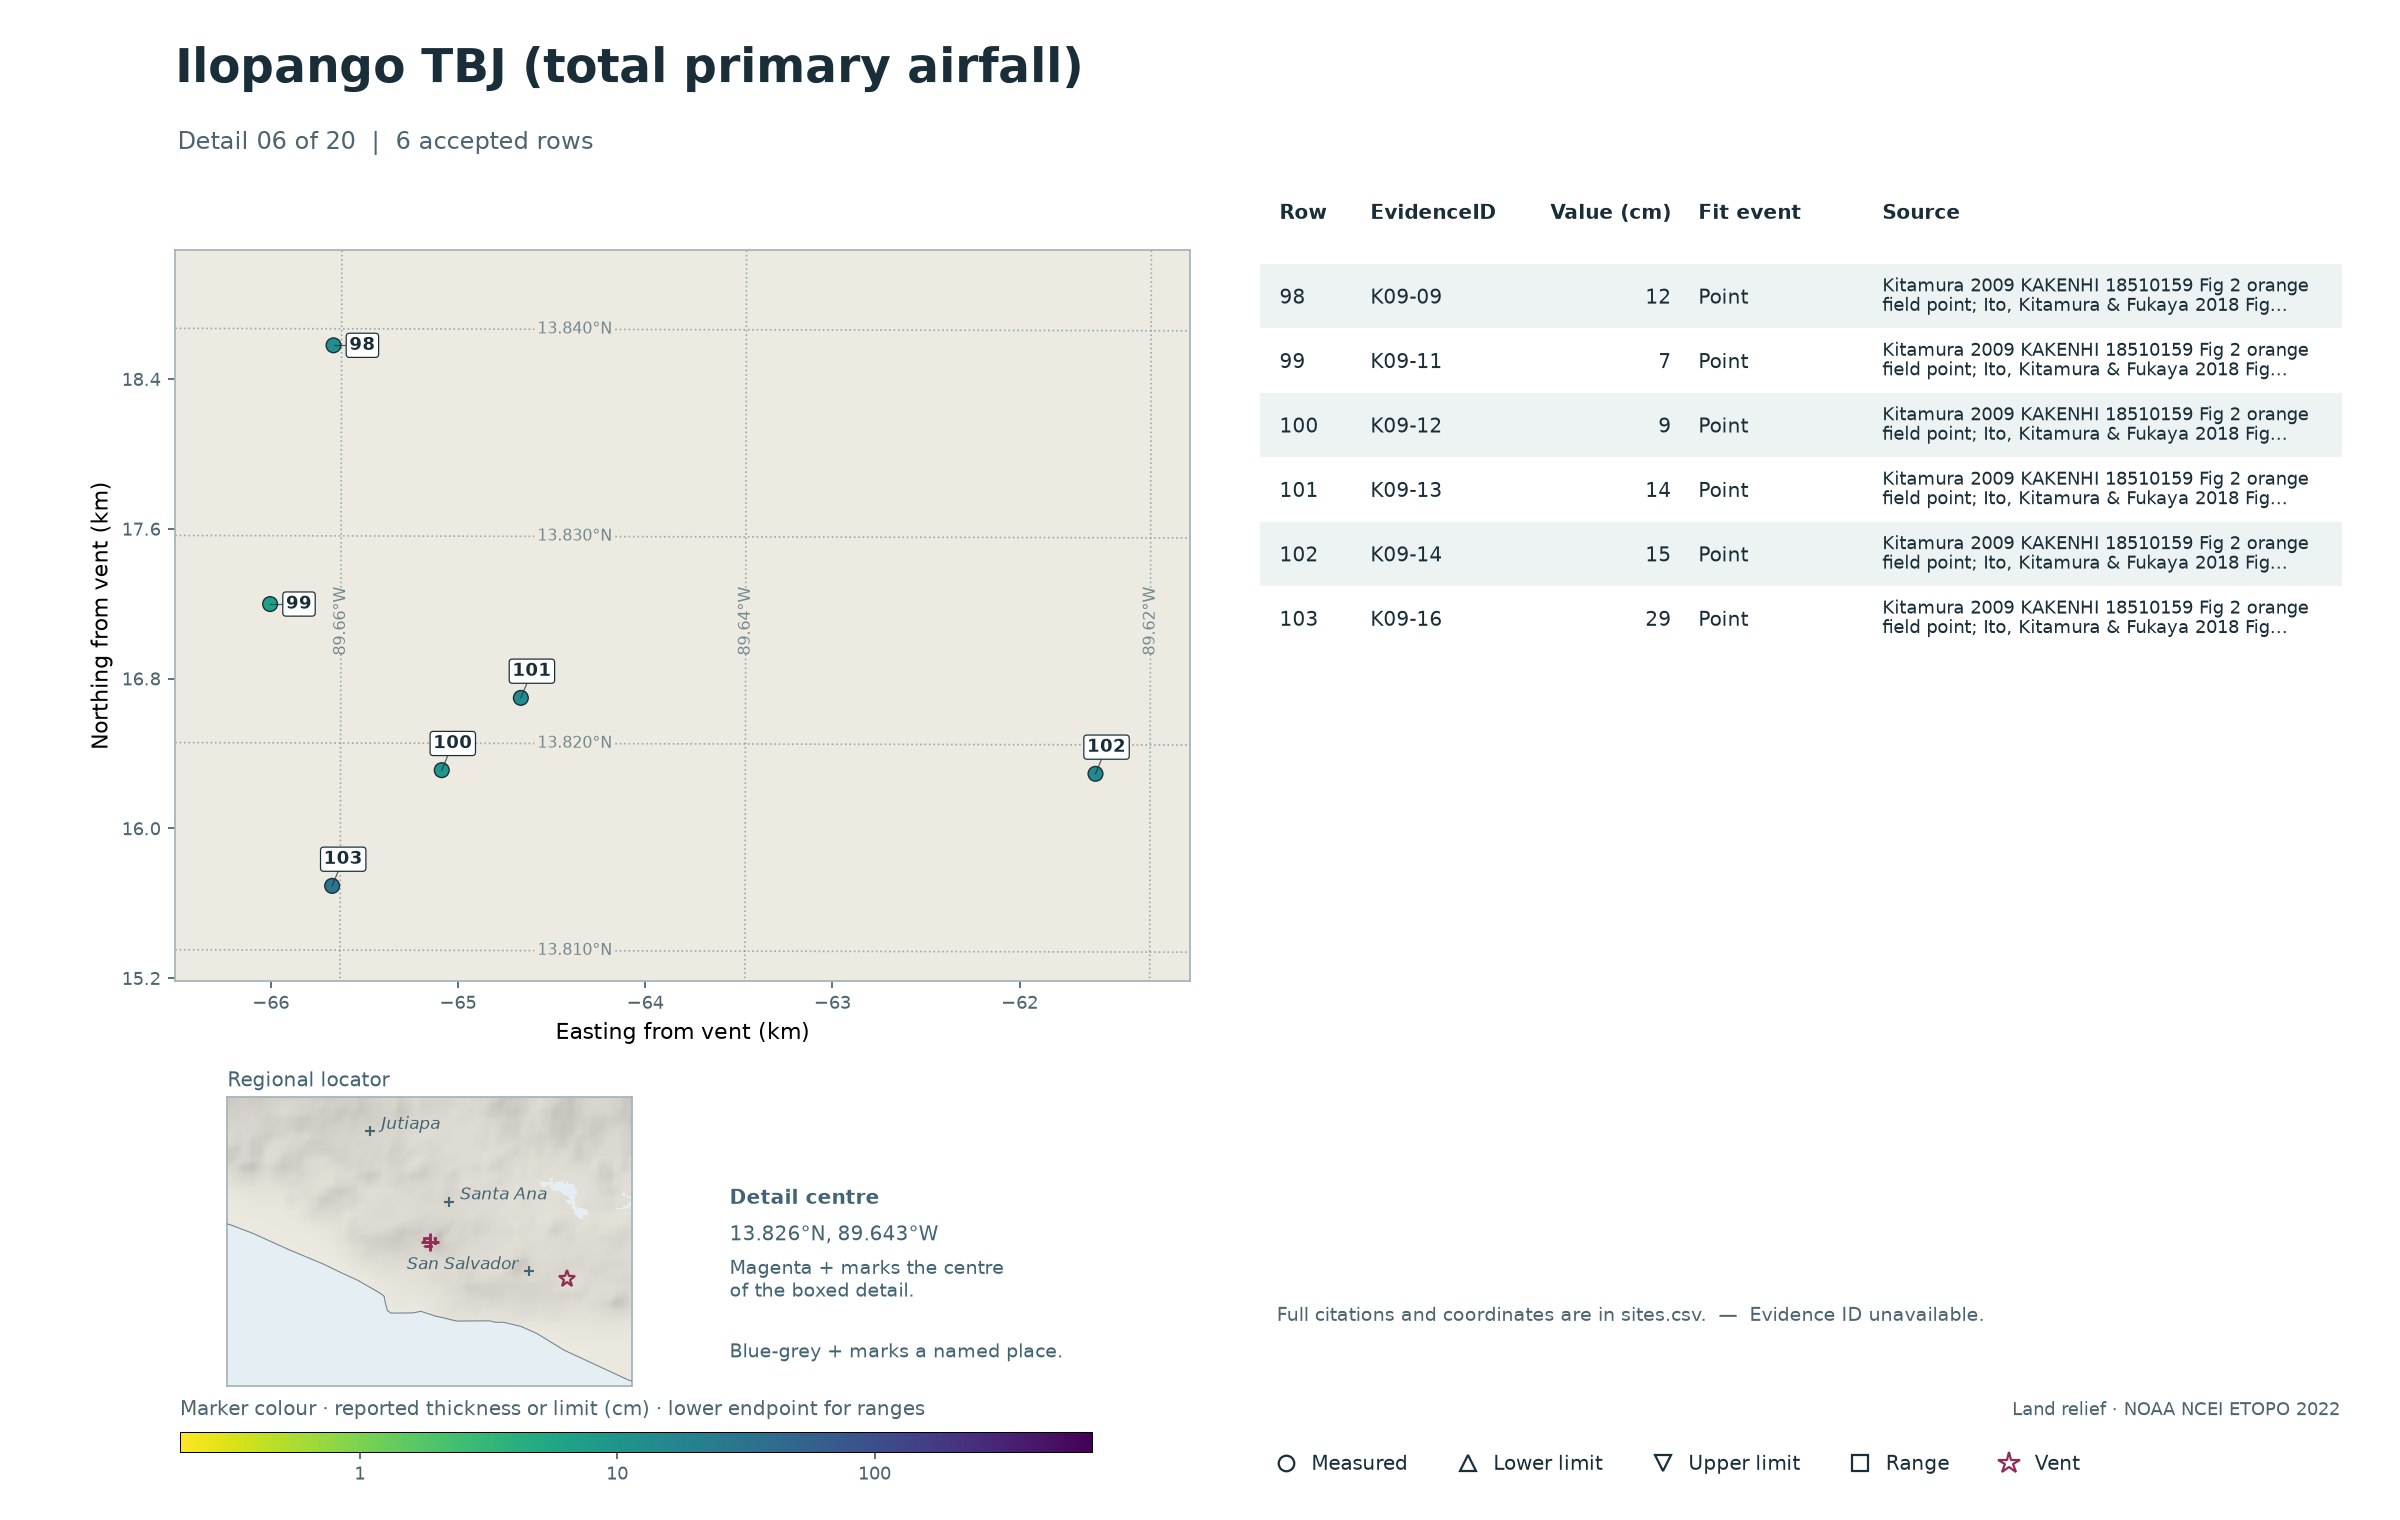 Ilopango TBJ (total primary airfall)
Detail 06 of 20 | 6 accepted rows
Row EvidenceID Value (cm) Fit event Source
98 K09-09 12 Point Kitamura 2009 KAKENHI 18510159 Fig 2 orange
field point; Ito, Kitamura & Fukaya 2018 Fig...
99 K09-11 7 Point Kitamura 2009 KAKENHI 18510159 Fig 2 orange
field point; Ito, Kitamura & Fukaya 2018 Fig...
100 K09-12 9 Point Kitamura 2009 KAKENHI 18510159 Fig 2 orange
field point; Ito, Kitamura & Fukaya 2018 Fig...
101 K09-13 14 Point Kitamura 2009 KAKENHI 18510159 Fig 2 orange
field point; Ito, Kitamura & Fukaya 2018 Fig...
102 K09-14 15 Point Kitamura 2009 KAKENHI 18510159 Fig 2 orange
field point; Ito, Kitamura & Fukaya 2018 Fig...
103 K09-16 29 Point Kitamura 2009 KAKENHI 18510159 Fig 2 orange
field point; Ito, Kitamura & Fukaya 2018 Fig...
Northing from vent (km)
18.4
17.6
16.8
16.0
15.2
13.840°N
13.830°N
13.820°N
13.810°N
89.66°W
89.64°W
89.62°W
98
99
101
100
102
103
−66 −65 −64 −63 −62
Easting from vent (km)
Regional locator
Jutiapa
Santa Ana
San Salvador
Detail centre
13.826°N, 89.643°W
Magenta + marks the centre
of the boxed detail.
Blue-grey + marks a named place.
Full citations and coordinates are in sites.csv. — Evidence ID unavailable.
Marker colour · reported thickness or limit (cm) · lower endpoint for ranges
1 10 100
Land relief · NOAA NCEI ETOPO 2022
Measured Lower limit Upper limit Range Vent